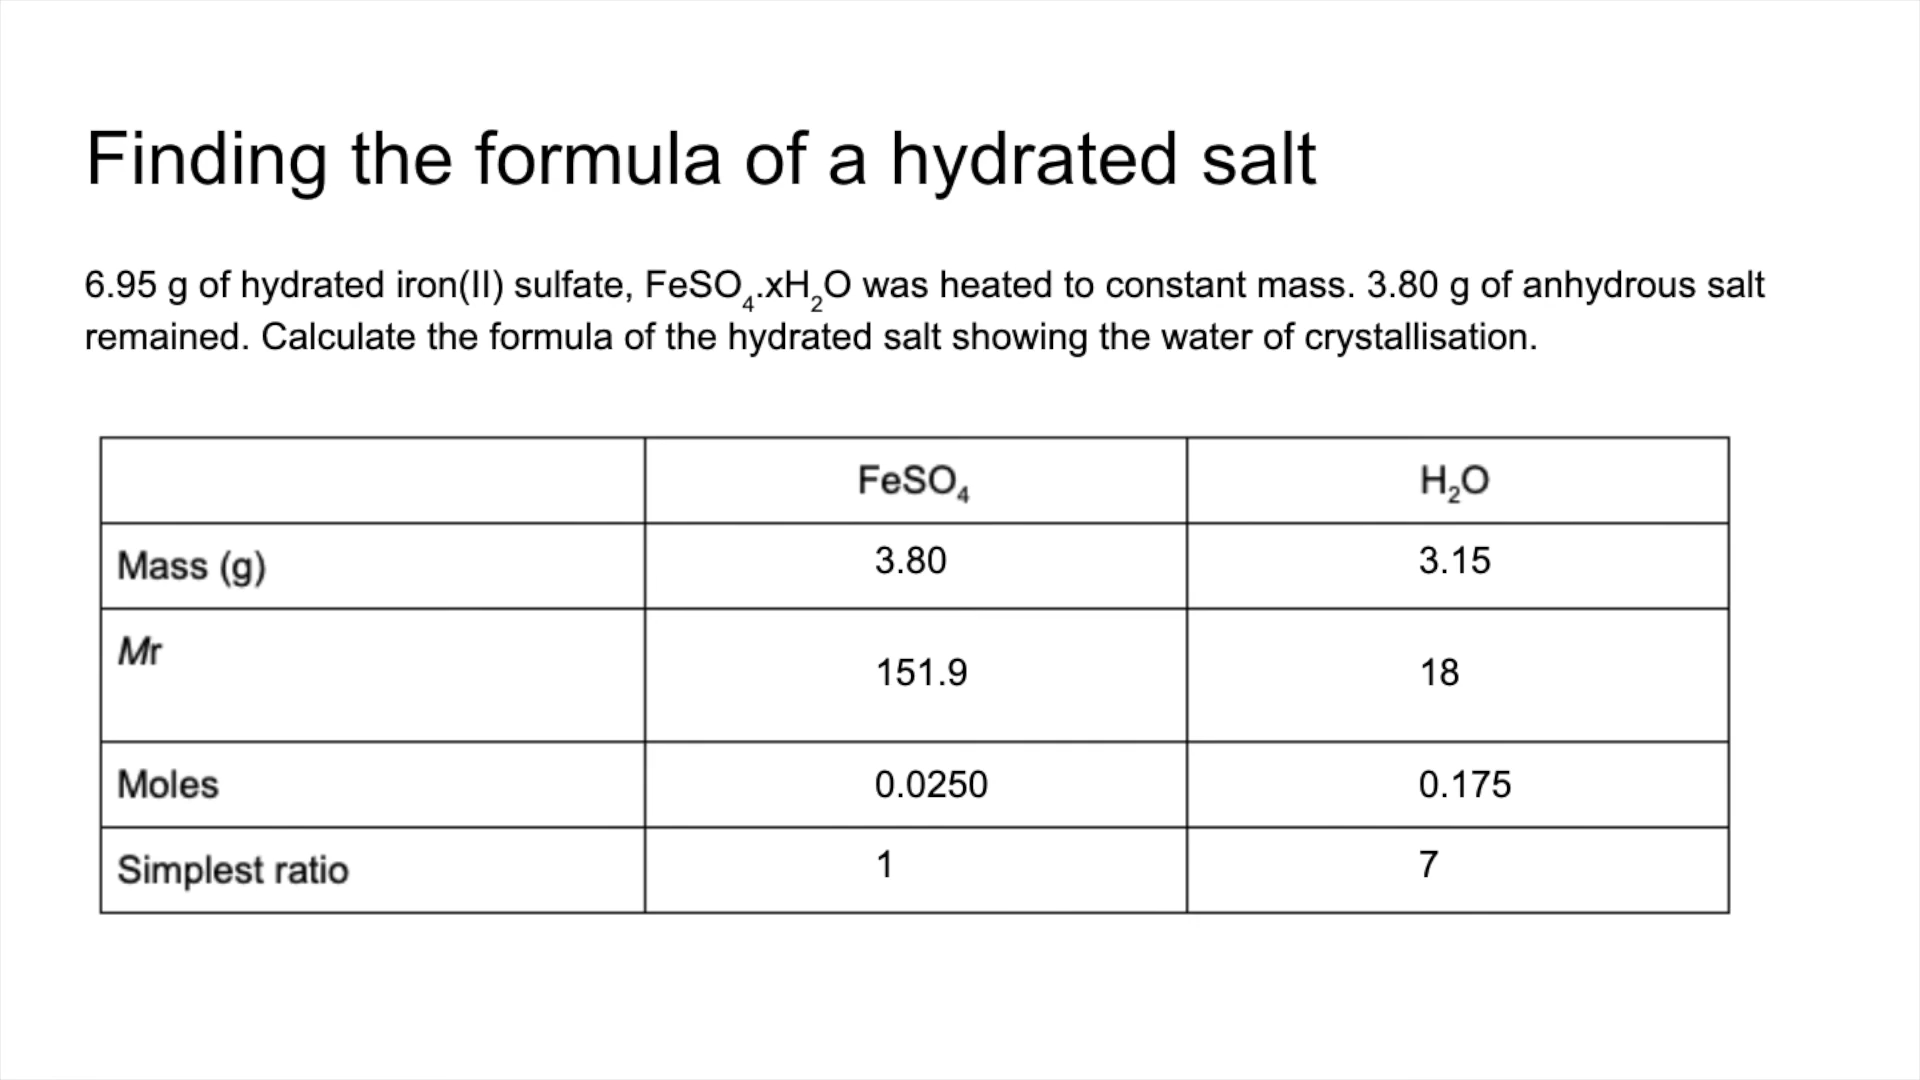 Finding the formula of a hydrated salt
6.95 g of hydrated iron(II) sulfate, FeSO₄.xH₂O was heated to constant mass. 3.80 g of anhydrous salt
remained. Calculate the formula of the hydrated salt showing the water of crystallisation.
FeSO₄ H₂O
Mass (g) 3.80 3.15
Mr 151.9 18
Moles 0.0250 0.175
Simplest ratio 1 7